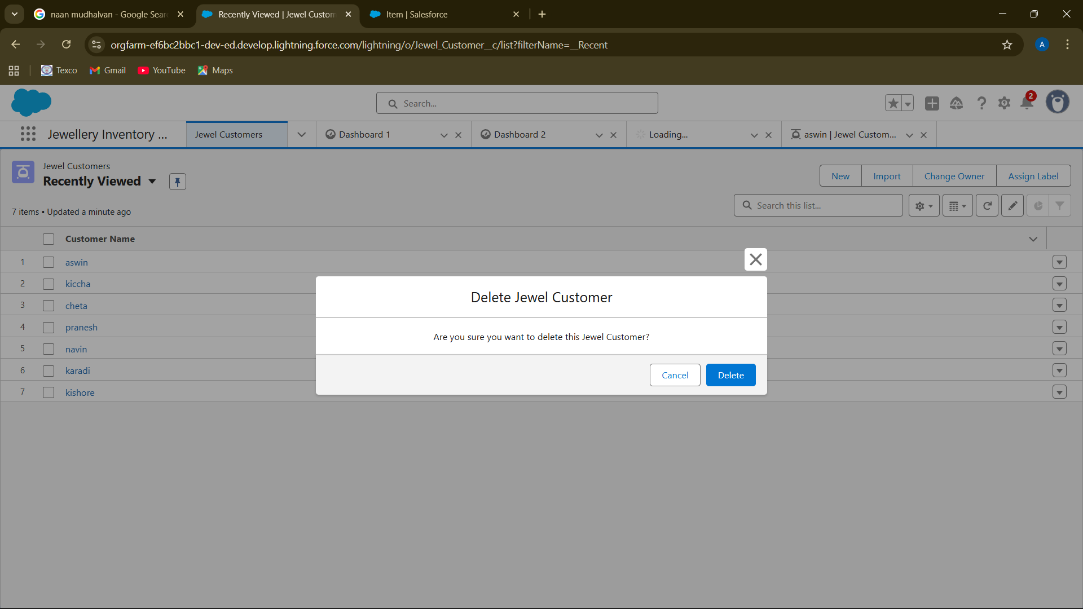 naan mudhalvan - Google Sear
Recently Viewed | Jewel Custom
Item | Salesforce
orgfarm-ef6bc2bbc1-dev-ed.develop.lightning.force.com/lightning/o/Jewel_Customer__c/list?filterName=__Recent
A
Texco
Gmail
YouTube
Maps
Search...
2
Jewellery Inventory ...
Jewel Customers
Dashboard 1
Dashboard 2
Loading...
aswin | Jewel Custom...
Jewel Customers
Recently Viewed
New
Import
Change Owner
Assign Label
7 items • Updated a minute ago
Search this list...
Customer Name
1 aswin
2 kiccha
3 cheta
4 pranesh
5 navin
6 karadi
7 kishore
Delete Jewel Customer
Are you sure you want to delete this Jewel Customer?
Cancel
Delete